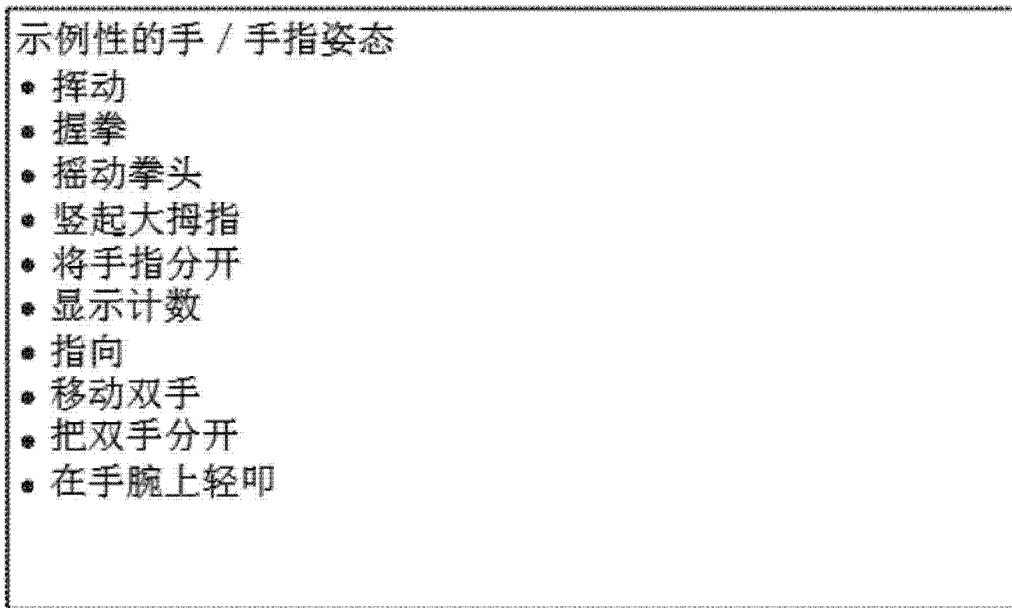 示例性的手 / 手指姿态
• 挥动
• 握拳
• 摇动拳头
• 竖起大拇指
• 将手指分开
• 显示计数
• 指向
• 移动双手
• 把双手分开
• 在手腕上轻叩